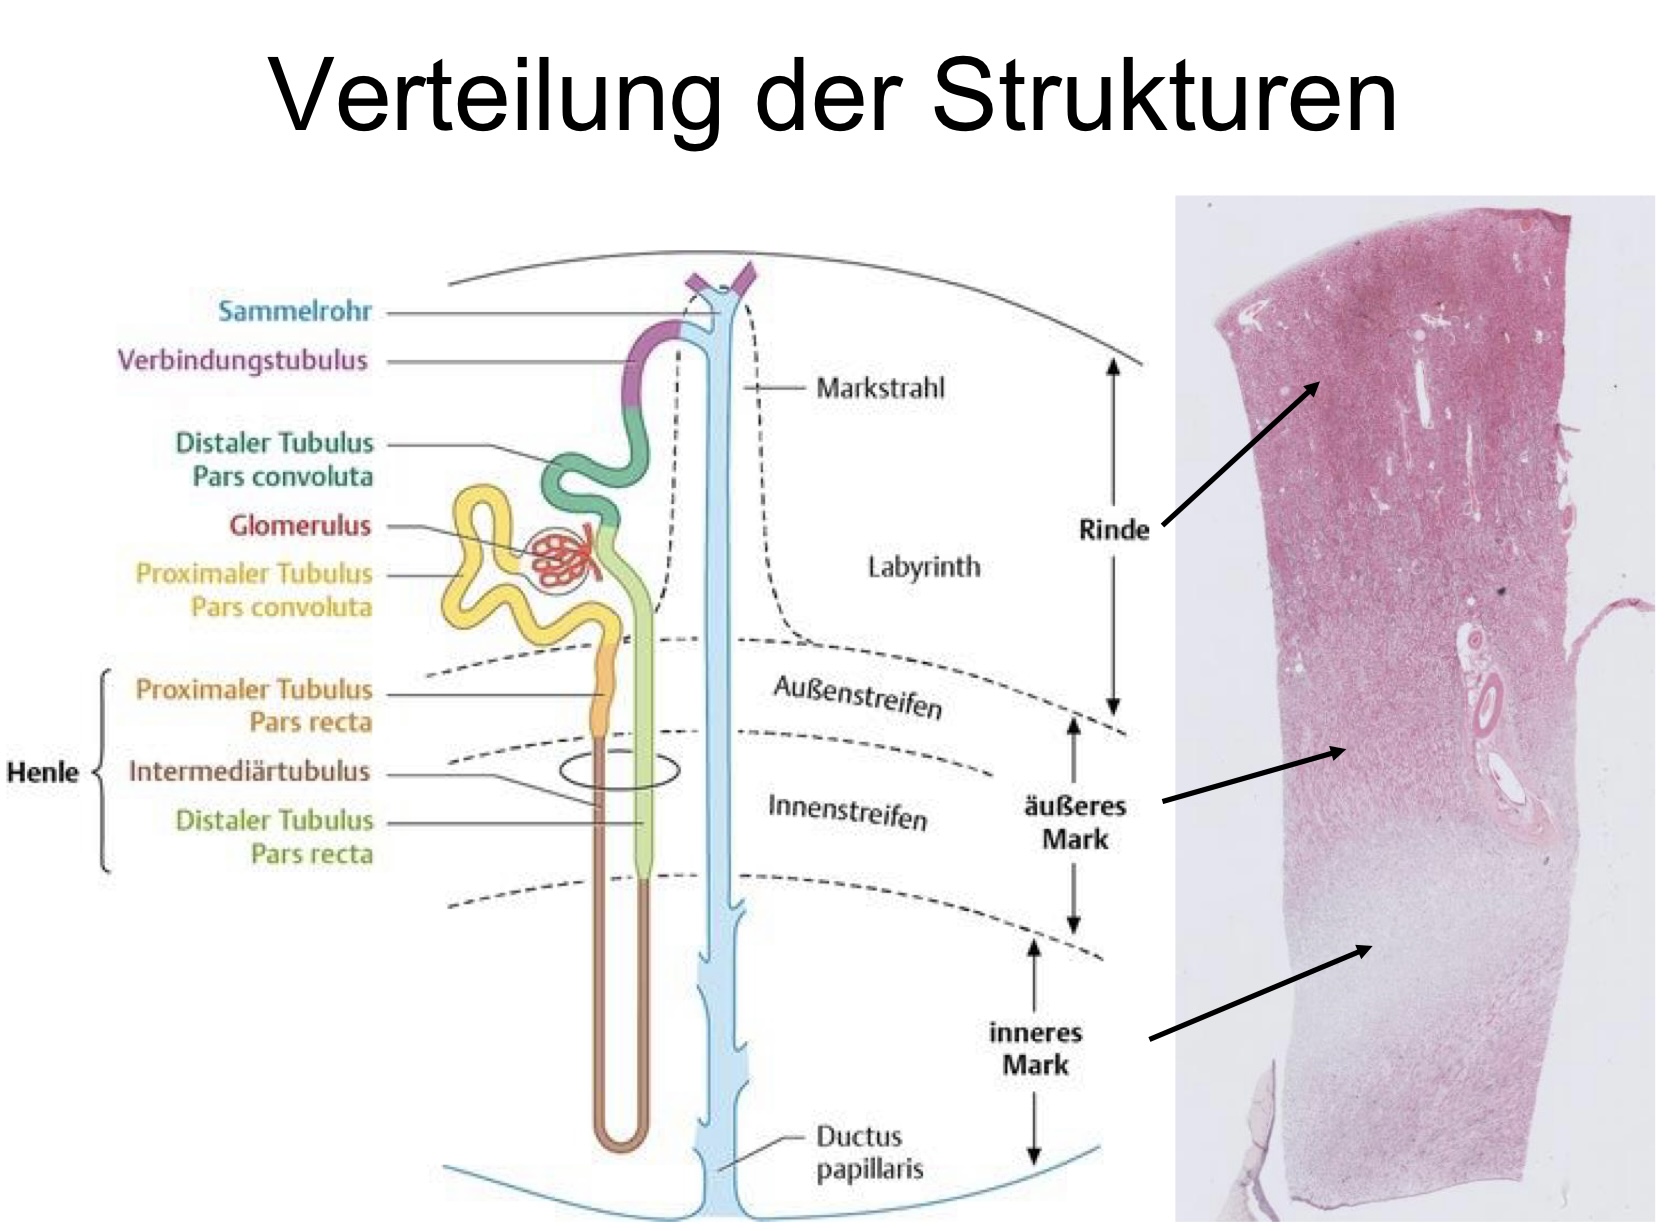 Verteilung der Strukturen
Sammelrohr
Verbindungstubulus
Distaler Tubulus
Pars convoluta
Glomerulus
Proximaler Tubulus
Pars convoluta
Henle
Proximaler Tubulus
Pars recta
Intermediärtubulus
Distaler Tubulus
Pars recta
Markstrahl
Labyrinth
Außenstreifen
Innenstreifen
Rinde
äußeres
Mark
inneres
Mark
Ductus
papillaris